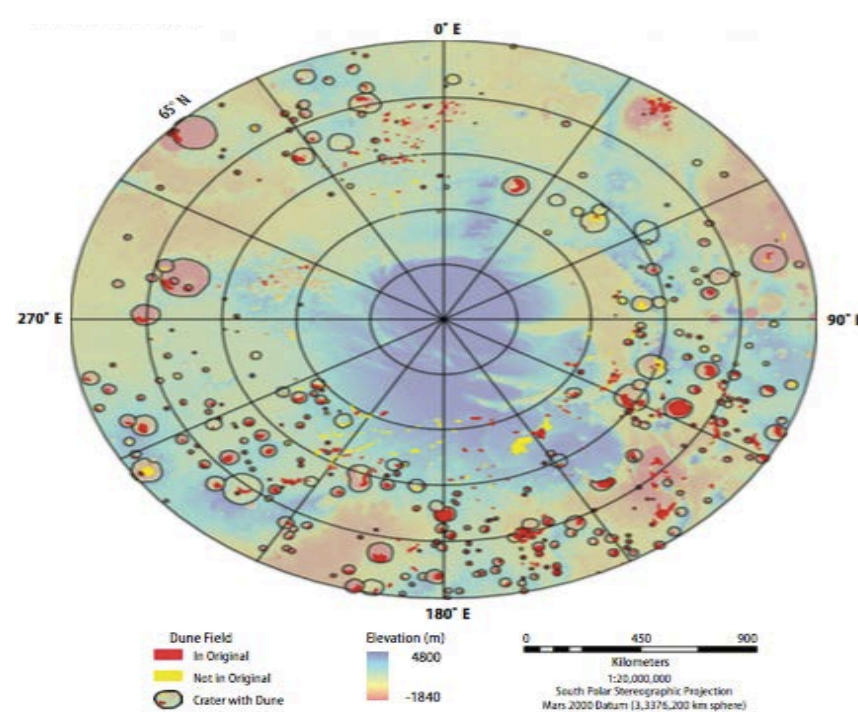 0° E
65° N
270° E
90° E
180° E
Dune Field
In Original
Not in Original
Crater with Dune
Elevation (m)
4800
-1840
0 450 900
Kilometers
1:20,000,000
South Polar Stereographic Projection
Mars 2000 Datum (3,3376,200 km sphere)